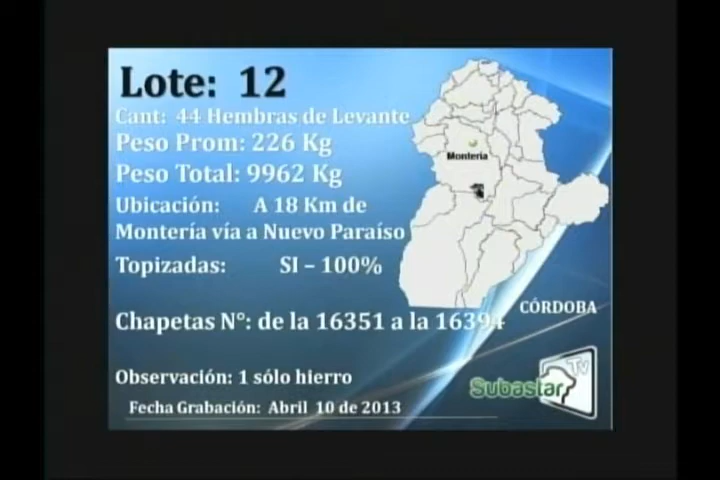 Lote: 12
Cant: 44 Hembras de Levante
Peso Prom: 226 Kg
Peso Total: 9962 Kg
Ubicación: A 18 Km de
Montería vía a Nuevo Paraíso
Topizadas: SI – 100%
Chapetas N°: de la 16351 a la 16394
Observación: 1 sólo hierro
Fecha Grabación: Abril 10 de 2013
Montería
CÓRDOBA
Subastar TV